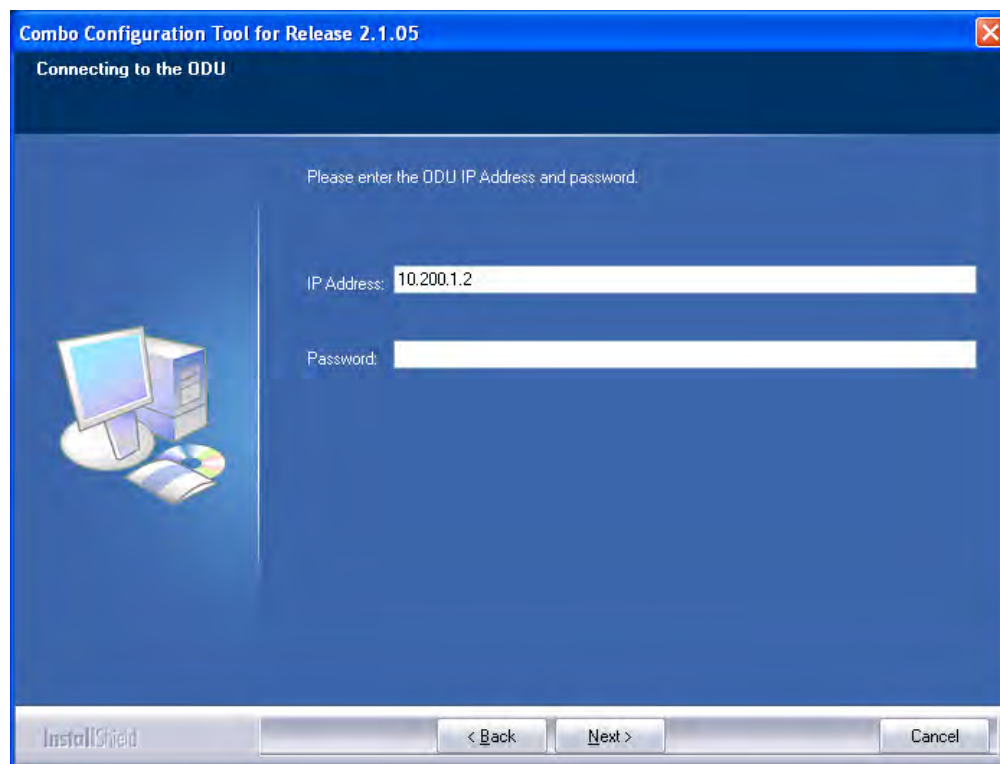 Combo Configuration Tool for Release 2.1.05
Connecting to the ODU
Please enter the ODU IP Address and password.
IP Address: 10.200.1.2
Password:
InstallShield
< Back
Next >
Cancel